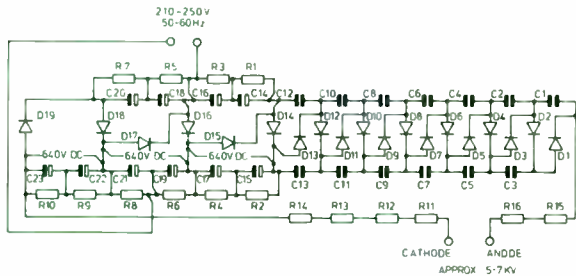 210-250V
50-60Hz
R7 R5 R3 R1
C20 C18 C16 C14 C12 C10 C8 C6 C4 C2 C1
D19 D18 D16 D14 D12 D10 D8 D6 D4 D2
D17 D15 D13 D11 D9 D7 D5 D3 D1
640V DC 640V DC 640V DC
C23 C22 C21 C19 C17 C15 C13 C11 C9 C7 C5 C3
R10 R9 R8 R6 R4 R2
R14 R13 R12 R11 R16 R15
CATHODE ANODE
APPROX 5·7KV